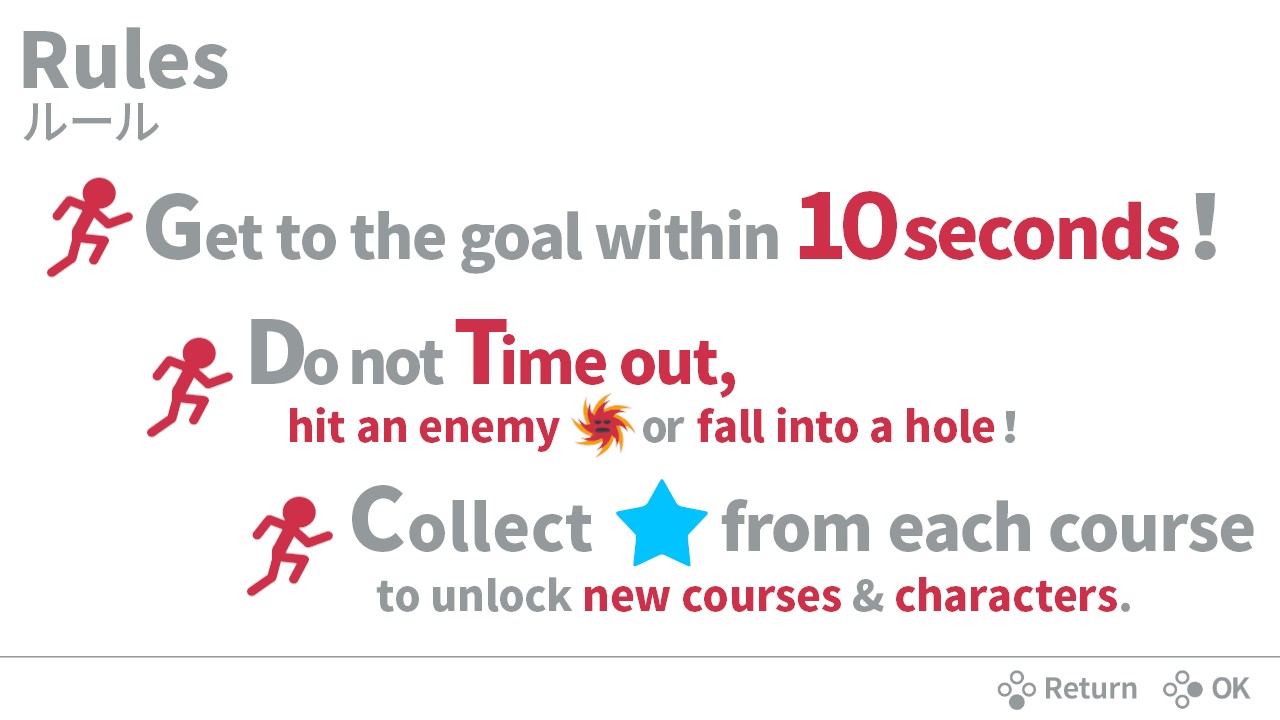 Rules
ルール
Get to the goal within 10 seconds!
Do not Time out,
hit an enemy or fall into a hole!
Collect from each course
to unlock new courses & characters.
Return OK